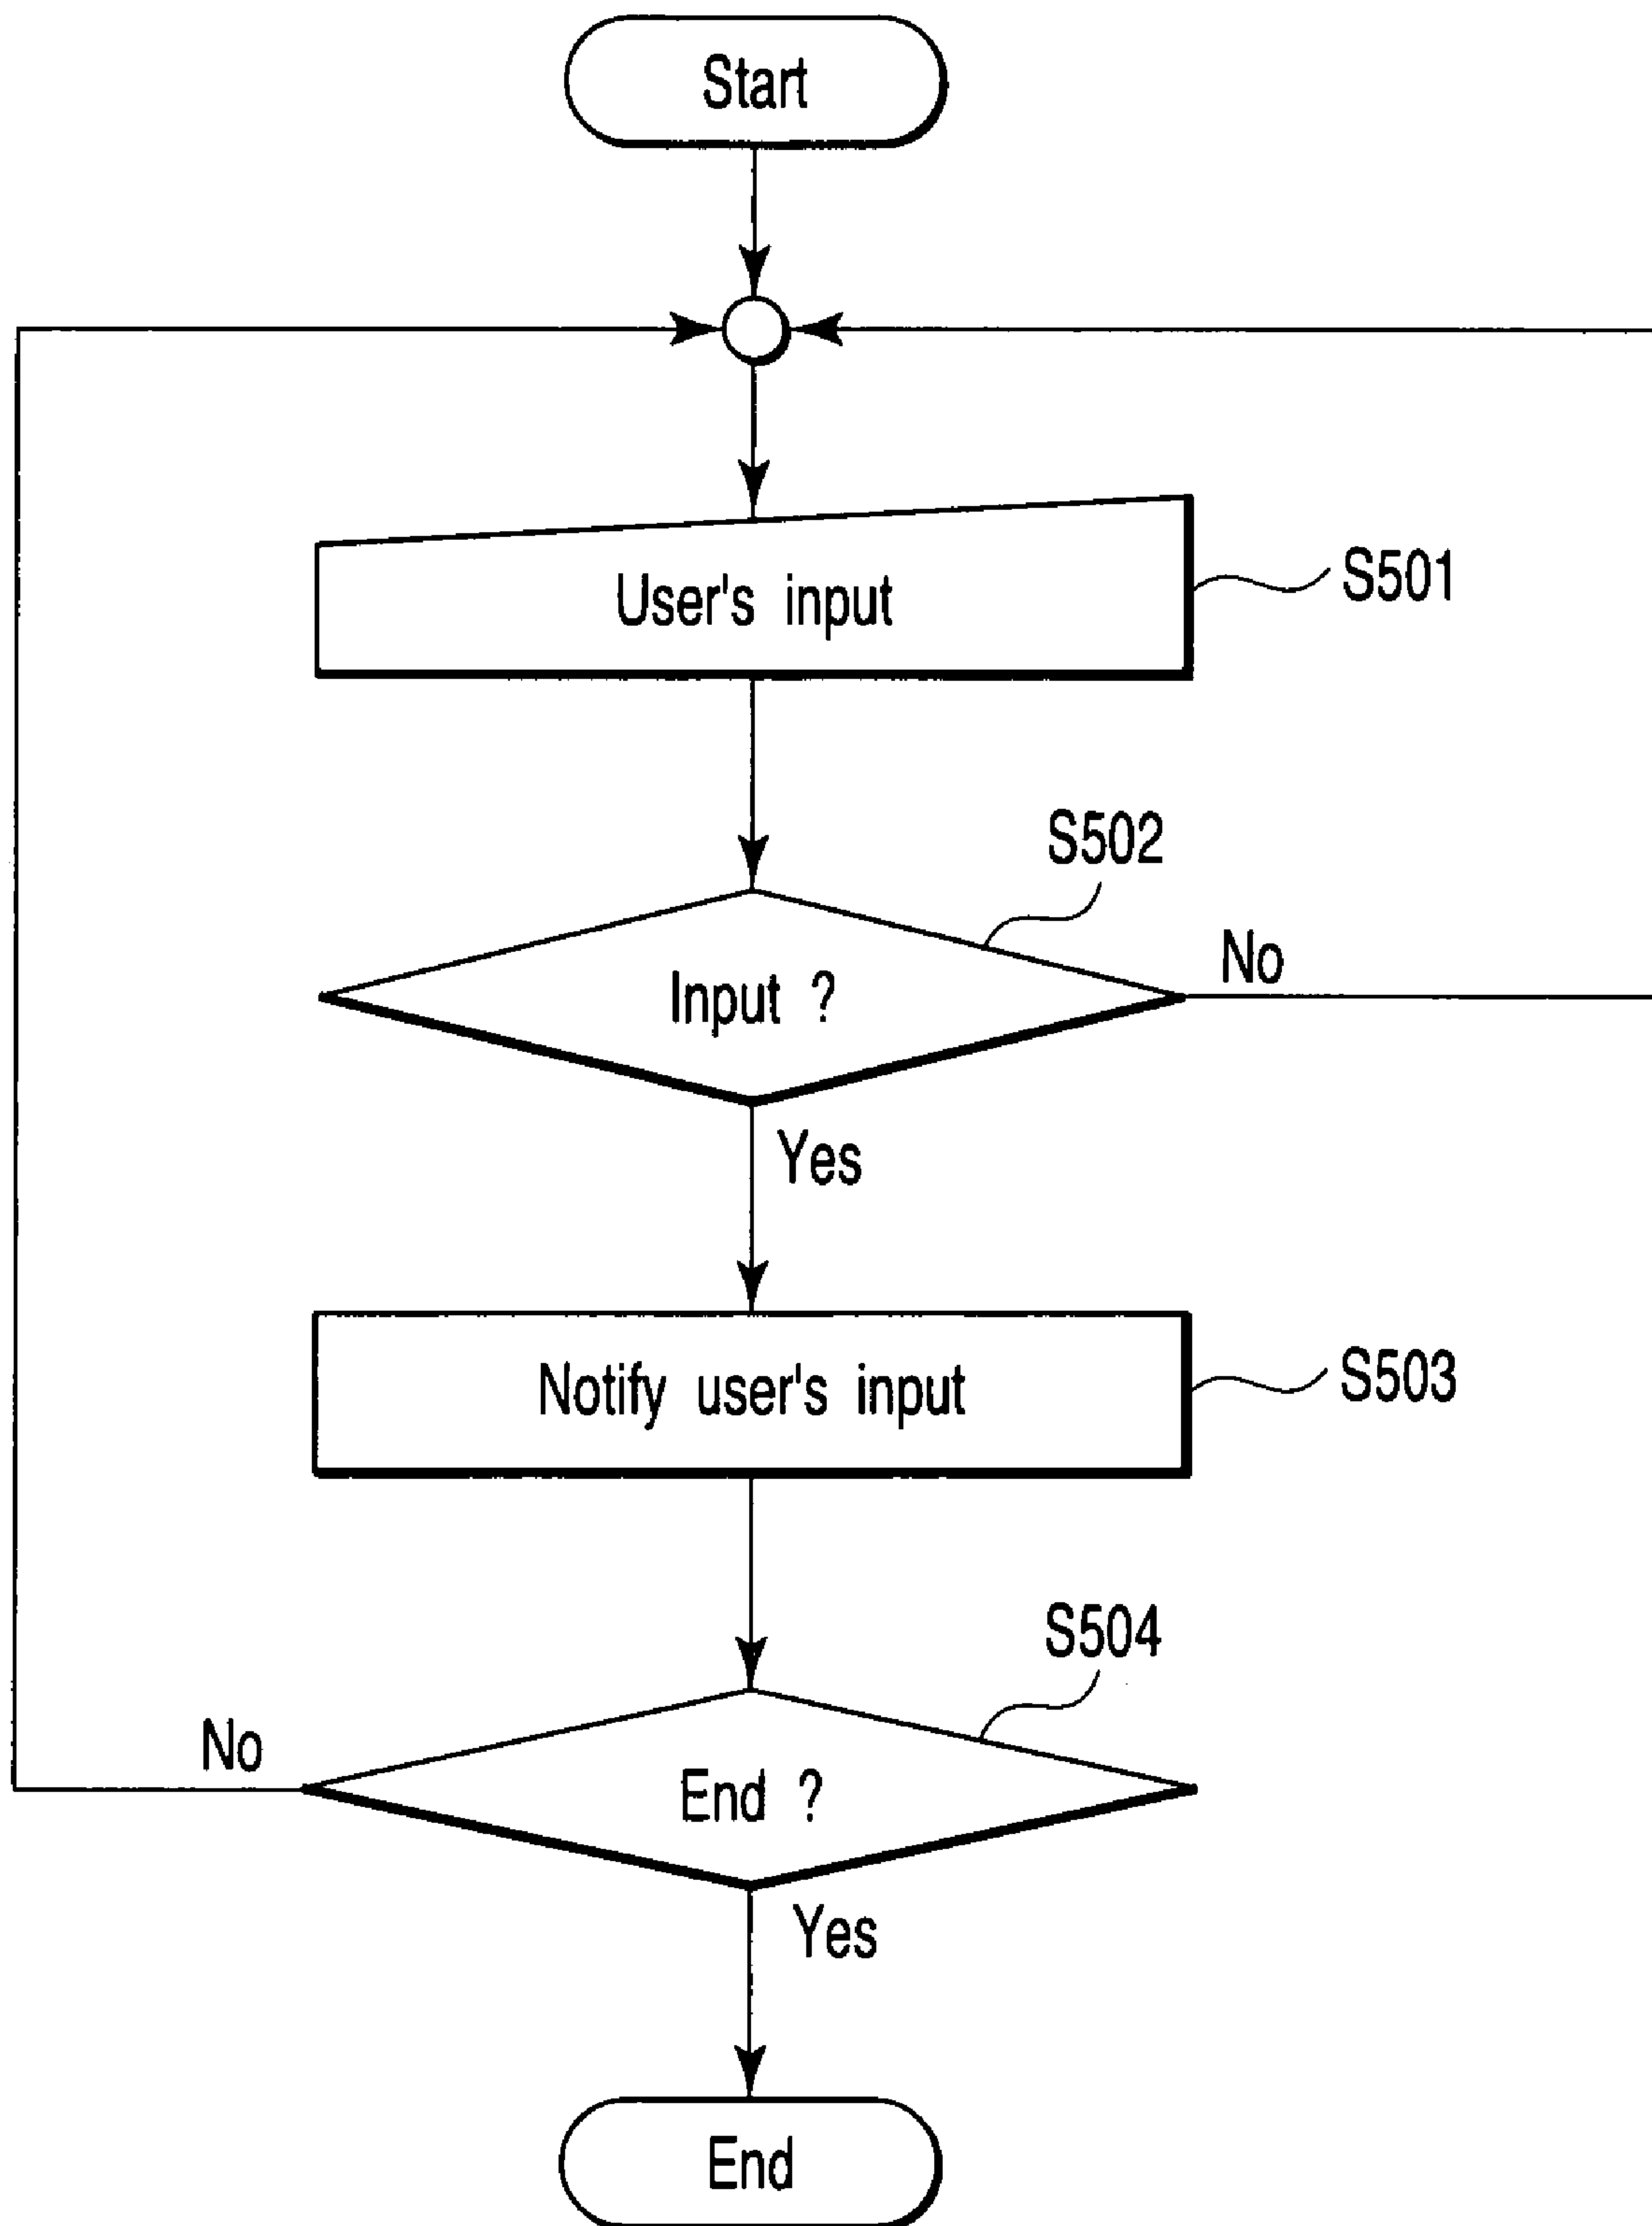 Start
User's input
S501
S502
Input ?
No
Yes
Notify user's input
S503
S504
No
End ?
Yes
End